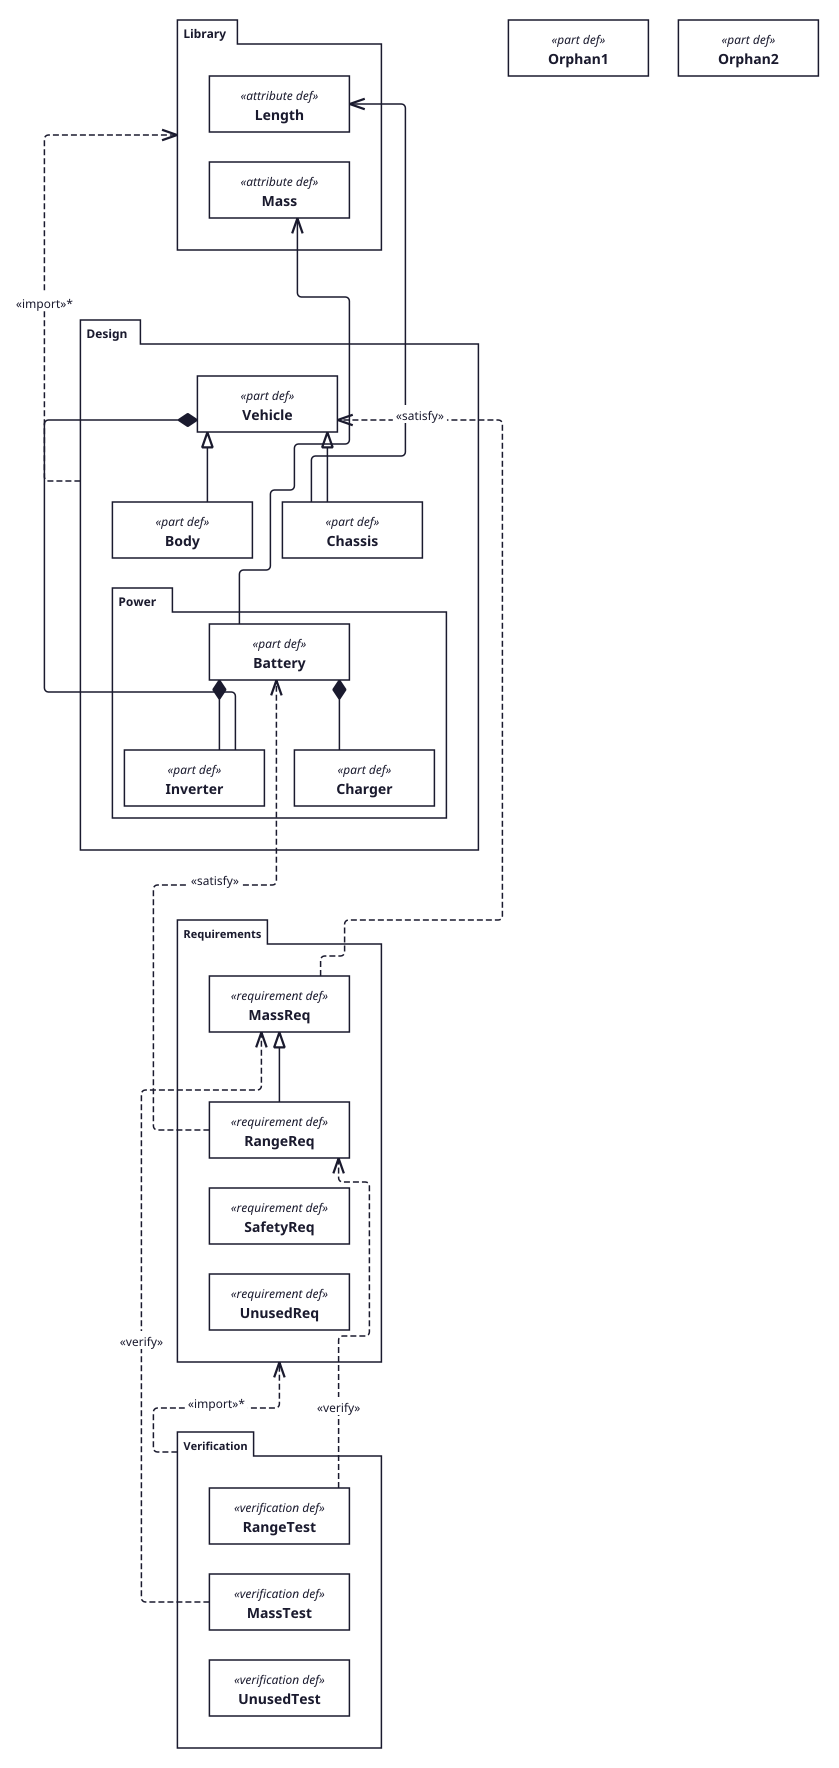 Library
«attribute def»
Length
«attribute def»
Mass
«part def»
Orphan1
«part def»
Orphan2
«import»*
Design
«part def»
Vehicle
«satisfy»
«part def»
Body
«part def»
Chassis
Power
«part def»
Battery
«part def»
Inverter
«part def»
Charger
«satisfy»
Requirements
«requirement def»
MassReq
«requirement def»
RangeReq
«requirement def»
SafetyReq
«requirement def»
UnusedReq
«verify»
«import»*
«verify»
Verification
«verification def»
RangeTest
«verification def»
MassTest
«verification def»
UnusedTest